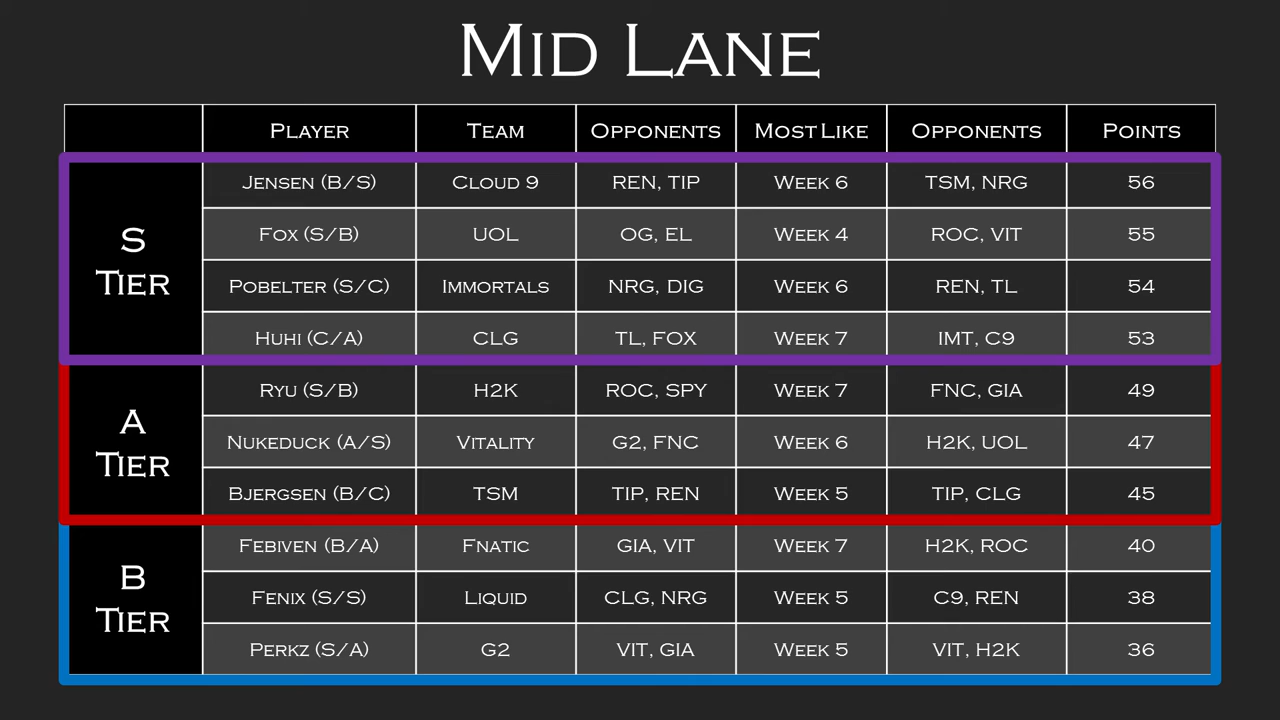 Mid Lane
Player Team Opponents Most Like Opponents Points
S Tier
Jensen (B/S) Cloud 9 REN, TIP Week 6 TSM, NRG 56
Fox (S/B) UOL OG, EL Week 4 ROC, VIT 55
Pobelter (S/C) Immortals NRG, DIG Week 6 REN, TL 54
Huhi (C/A) CLG TL, FOX Week 7 IMT, C9 53
A Tier
Ryu (S/B) H2K ROC, SPY Week 7 FNC, GIA 49
Nukeduck (A/S) Vitality G2, FNC Week 6 H2K, UOL 47
Bjergsen (B/C) TSM TIP, REN Week 5 TIP, CLG 45
B Tier
Febiven (B/A) Fnatic GIA, VIT Week 7 H2K, ROC 40
Fenix (S/S) Liquid CLG, NRG Week 5 C9, REN 38
Perkz (S/A) G2 VIT, GIA Week 5 VIT, H2K 36